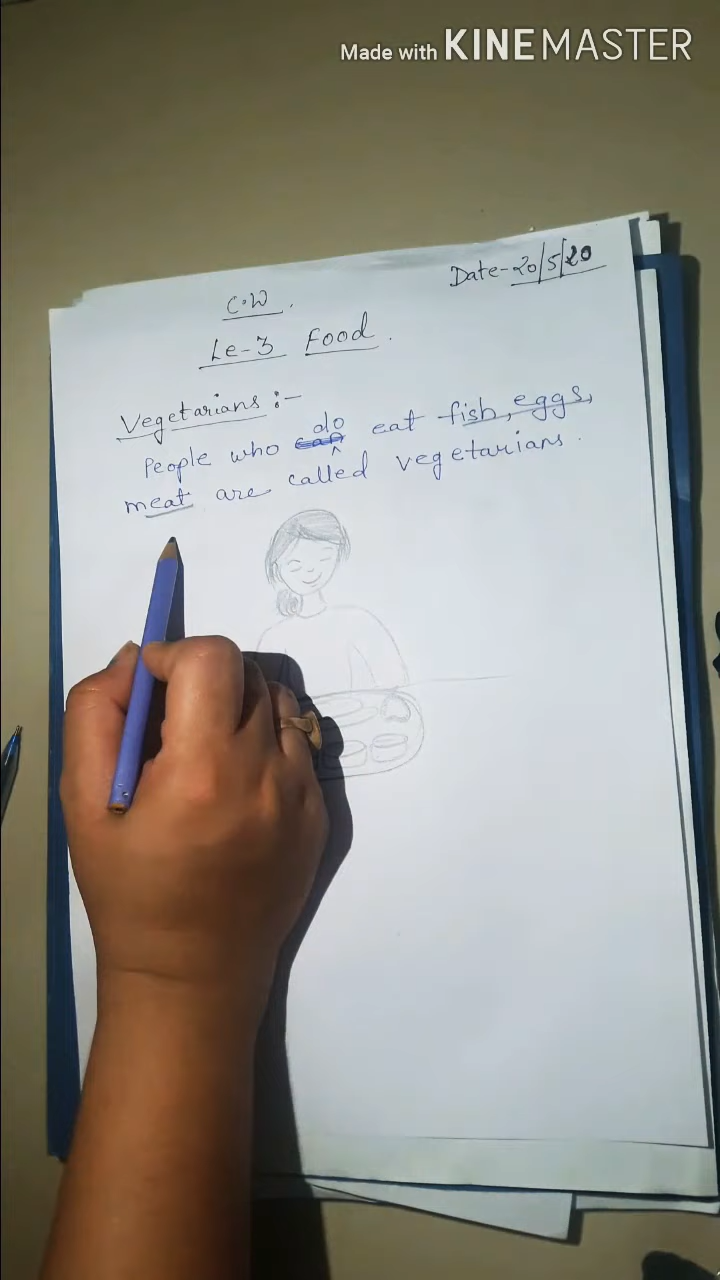 Made with KINEMASTER
Date-20/5/20
C.W.
Le-3 Food.
Vegetarians:-
do
People who can eat fish, eggs,
meat are called vegetarians.